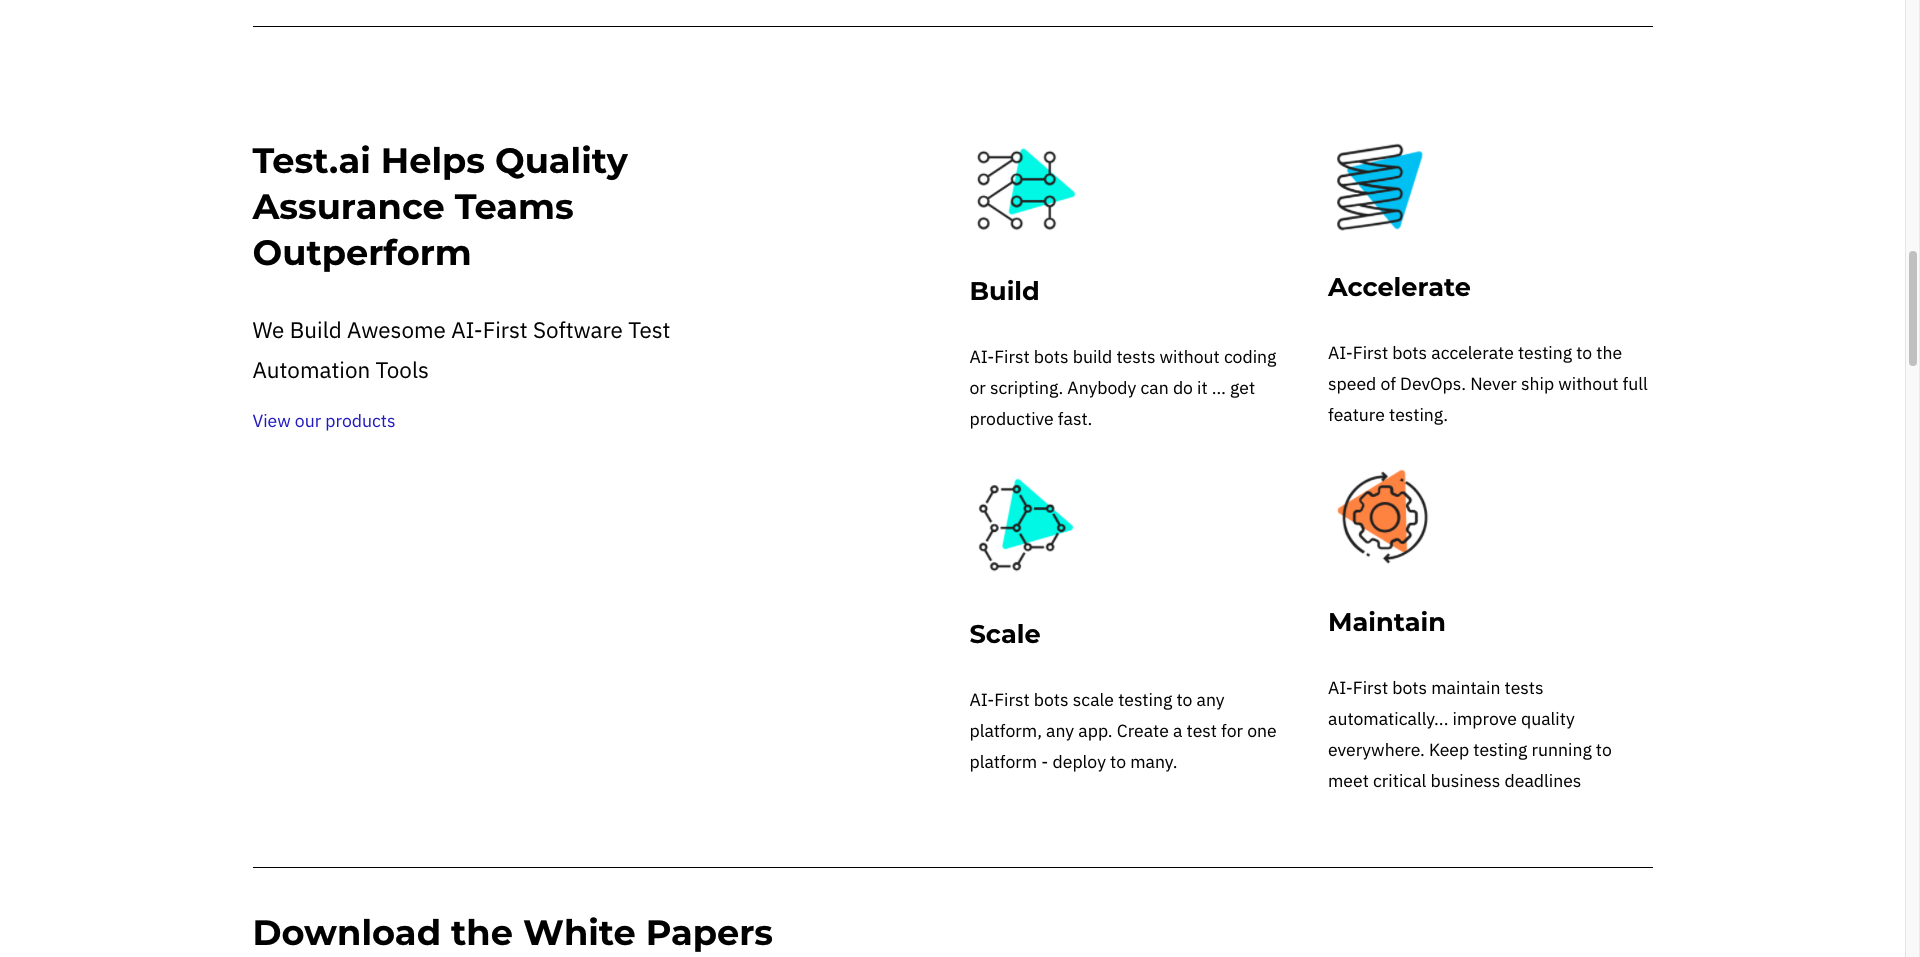 Test.ai Helps Quality
Assurance Teams
Outperform
We Build Awesome AI-First Software Test
Automation Tools
View our products
Build
AI-First bots build tests without coding
or scripting. Anybody can do it ... get
productive fast.
Accelerate
AI-First bots accelerate testing to the
speed of DevOps. Never ship without full
feature testing.
Scale
AI-First bots scale testing to any
platform, any app. Create a test for one
platform - deploy to many.
Maintain
AI-First bots maintain tests
automatically... improve quality
everywhere. Keep testing running to
meet critical business deadlines
Download the White Papers